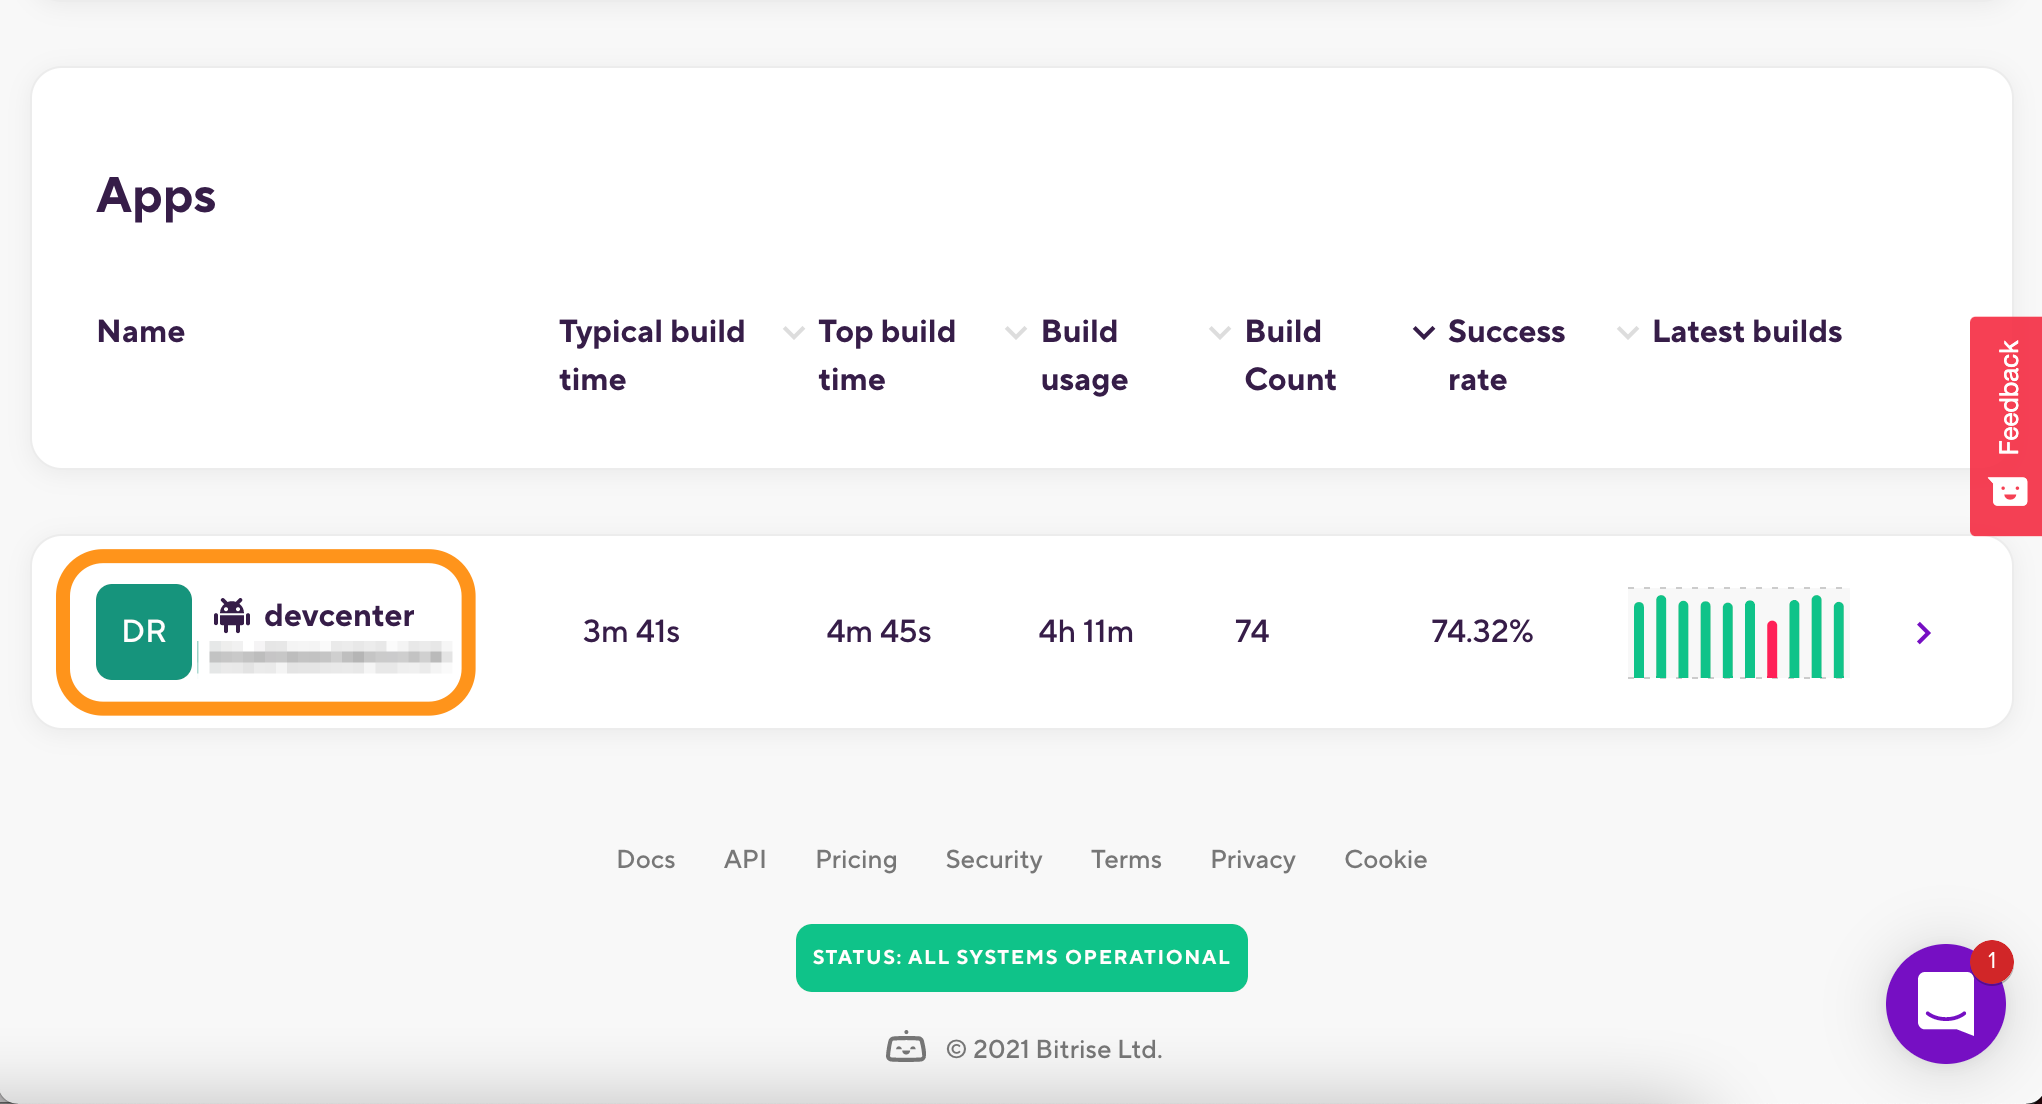 Apps
Name
Typical build time
Top build time
Build usage
Build Count
Success rate
Latest builds
Feedback
DR
devcenter
3m 41s
4m 45s
4h 11m
74
74.32%
Docs API Pricing Security Terms Privacy Cookie
STATUS: ALL SYSTEMS OPERATIONAL
1
© 2021 Bitrise Ltd.